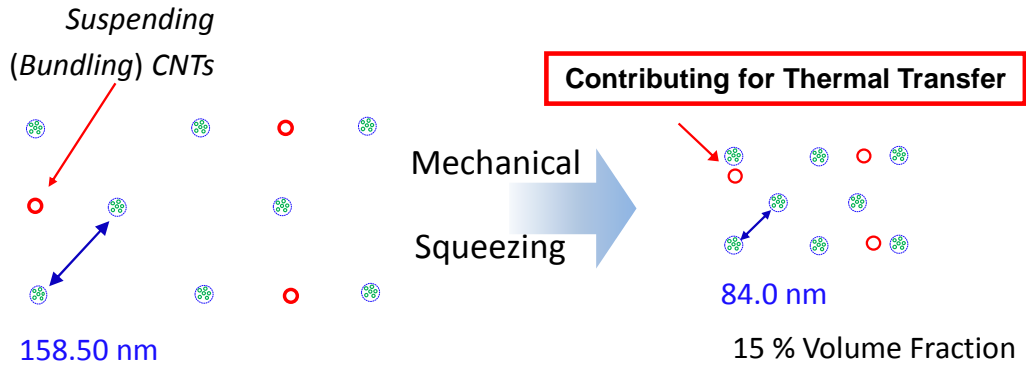 Suspending
(Bundling) CNTs
Contributing for Thermal Transfer
Mechanical
Squeezing
158.50 nm
84.0 nm
15 % Volume Fraction